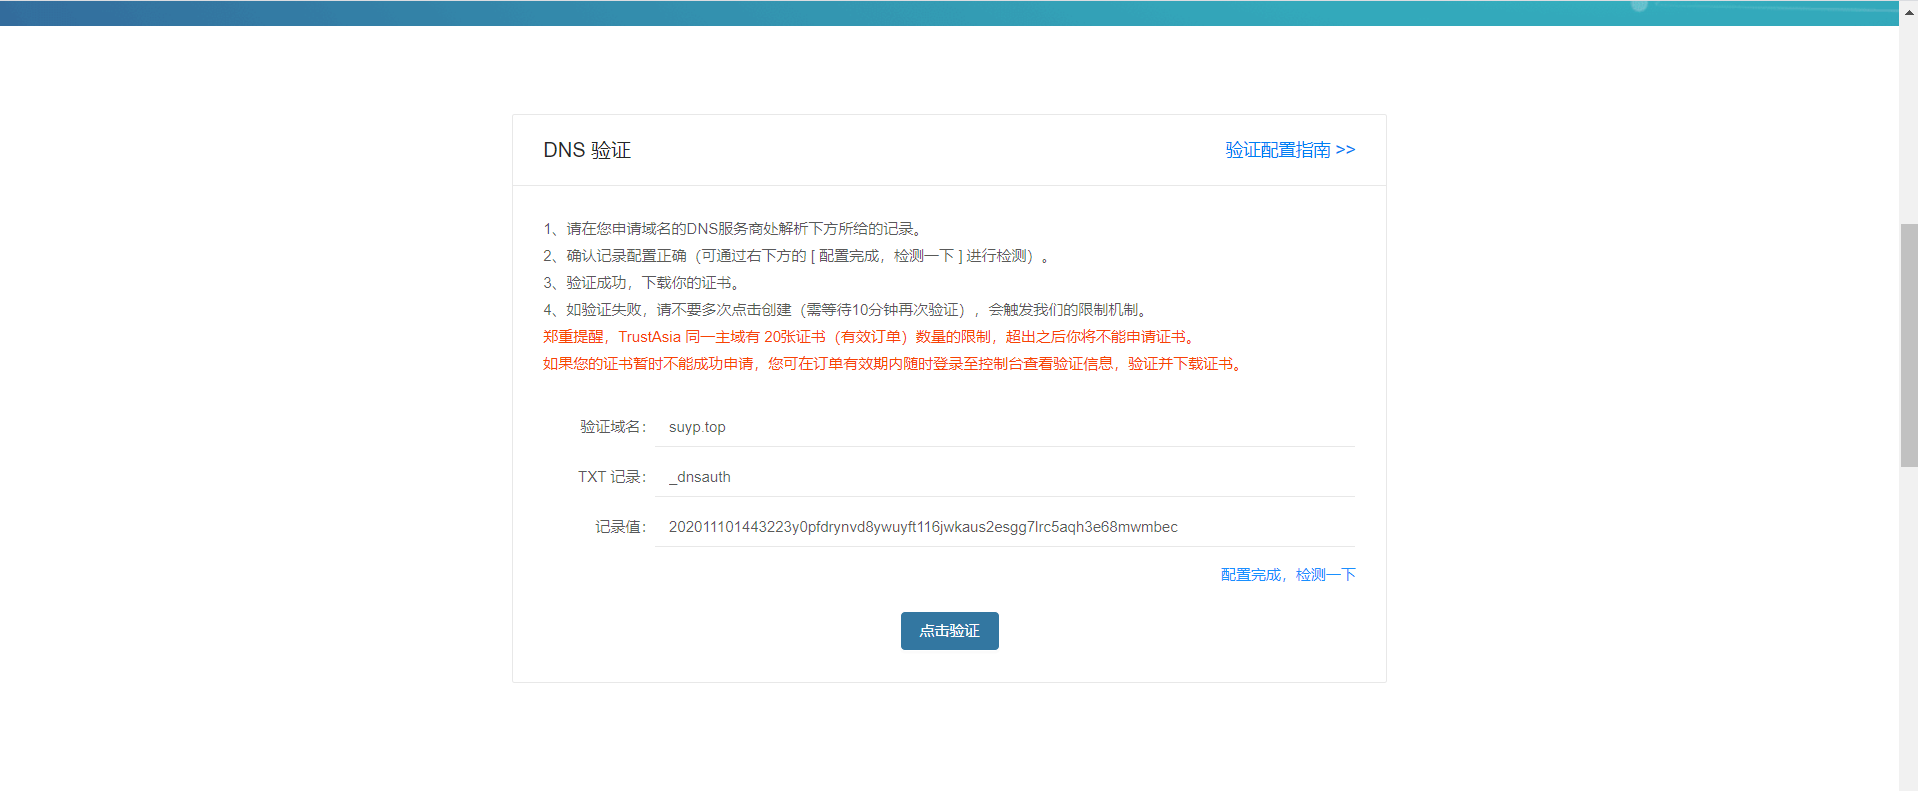 DNS 验证
验证配置指南 >>
1、请在您申请域名的DNS服务商处解析下方所给的记录。
2、确认记录配置正确（可通过右下方的 [ 配置完成，检测一下 ] 进行检测）。
3、验证成功，下载你的证书。
4、如验证失败，请不要多次点击创建（需等待10分钟再次验证），会触发我们的限制机制。
郑重提醒，TrustAsia 同一主域有 20张证书（有效订单）数量的限制，超出之后你将不能申请证书。
如果您的证书暂时不能成功申请，您可在订单有效期内随时登录至控制台查看验证信息，验证并下载证书。
验证域名： suyp.top
TXT 记录： _dnsauth
记录值： 202011101443223y0pfdrynvd8ywuyft116jwkaus2esgg7lrc5aqh3e68mwmbec
配置完成，检测一下
点击验证